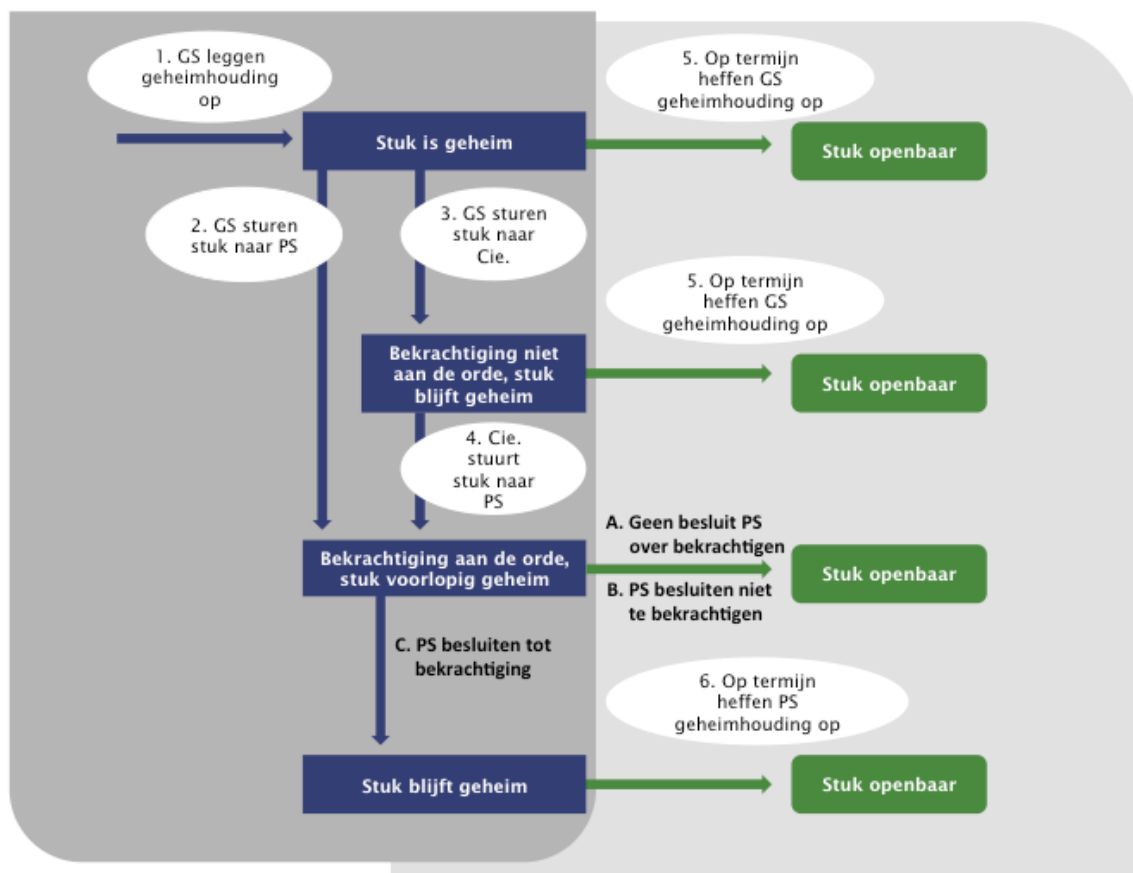 1. GS leggen
geheimhouding
op
5. Op termijn
heffen GS
geheimhouding op
Stuk is geheim
Stuk openbaar
2. GS sturen
stuk naar PS
3. GS sturen
stuk naar
Cie.
5. Op termijn
heffen GS
geheimhouding op
Bekrachtiging niet
aan de orde, stuk
blijft geheim
Stuk openbaar
4. Cie.
stuurt
stuk naar
PS
A. Geen besluit PS
over bekrachtigen
Bekrachtiging aan de orde,
stuk voorlopig geheim
Stuk openbaar
B. PS besluiten niet
te bekrachtigen
C. PS besluiten tot
bekrachtiging
6. Op termijn
heffen PS
geheimhouding op
Stuk blijft geheim
Stuk openbaar